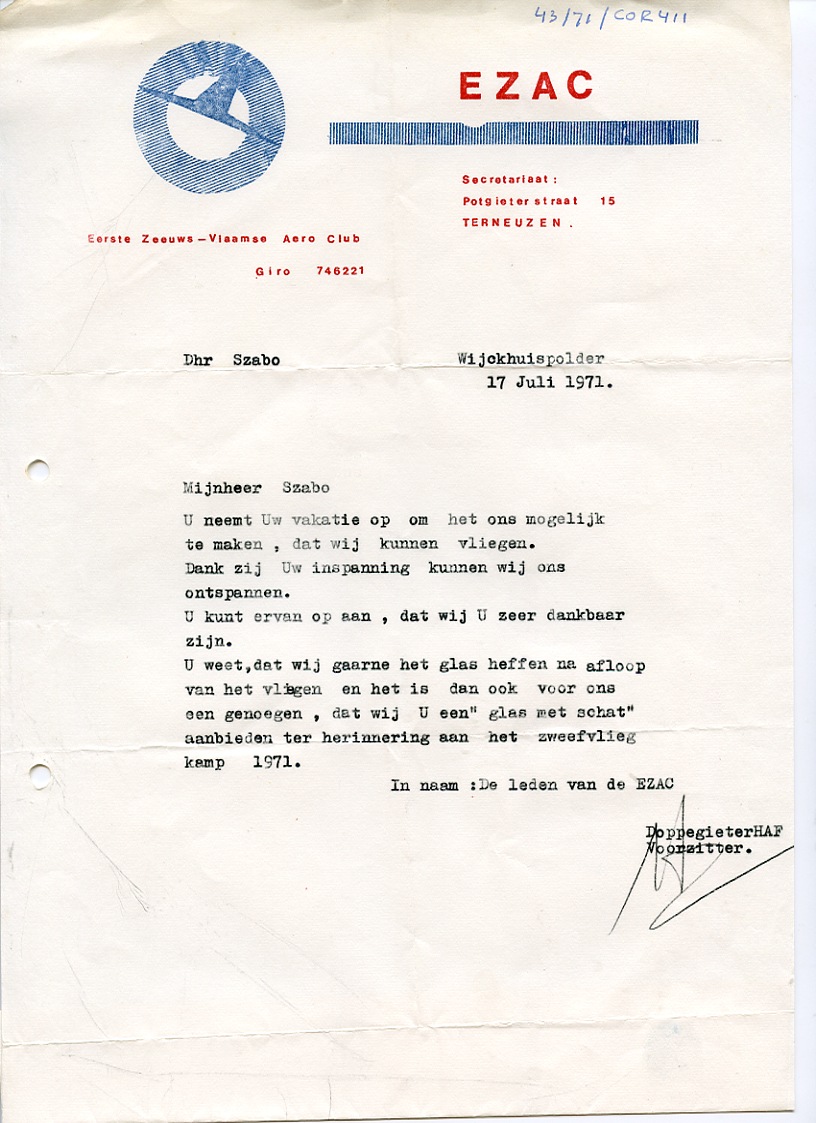 43/71/COR411
EZAC
Secretariaat :
Potgieterstraat 15
TERNEUZEN .
Eerste Zeeuws-Vlaamse Aero Club
Giro 746221
Dhr Szabo
Wijckhuispolder
17 Juli 1971.
Mijnheer Szabo
U neemt Uw vakatie op om het ons mogelijk
te maken , dat wij kunnen vliegen.
Dank zij Uw inspanning kunnen wij ons
ontspannen.
U kunt ervan op aan , dat wij U zeer dankbaar
zijn.
U weet,dat wij gaarne het glas heffen na afloop
van het vliegen en het is dan ook voor ons
een genoegen , dat wij U een" glas met schat"
aanbieden ter herinnering aan het zweefvlieg
kamp 1971.
In naam :De leden van de EZAC
DoppegieterHAF
Voorzitter.